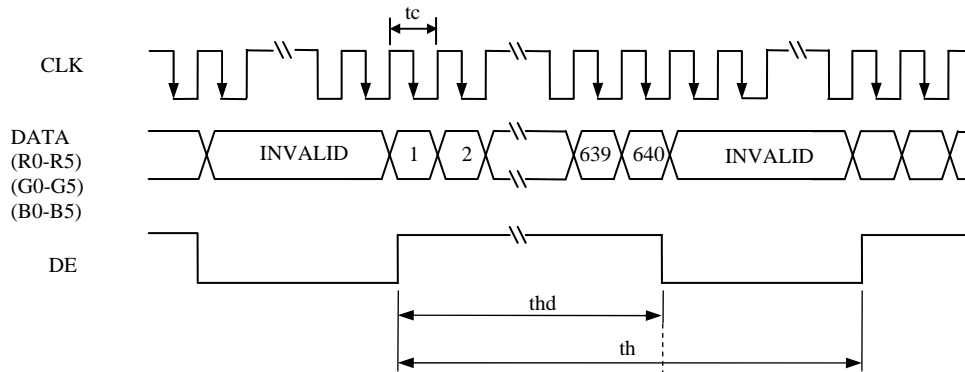 tc
CLK
DATA
(R0-R5)
(G0-G5)
(B0-B5)
INVALID 1 2 639 640 INVALID
DE
thd
th